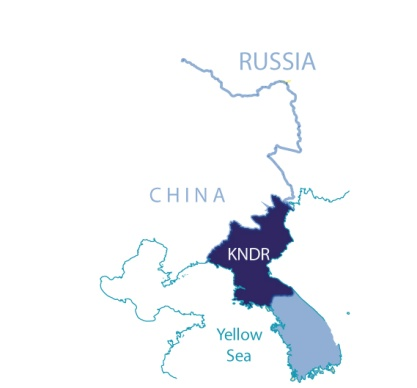 RUSSIA
CHINA
KNDR
Yellow
Sea